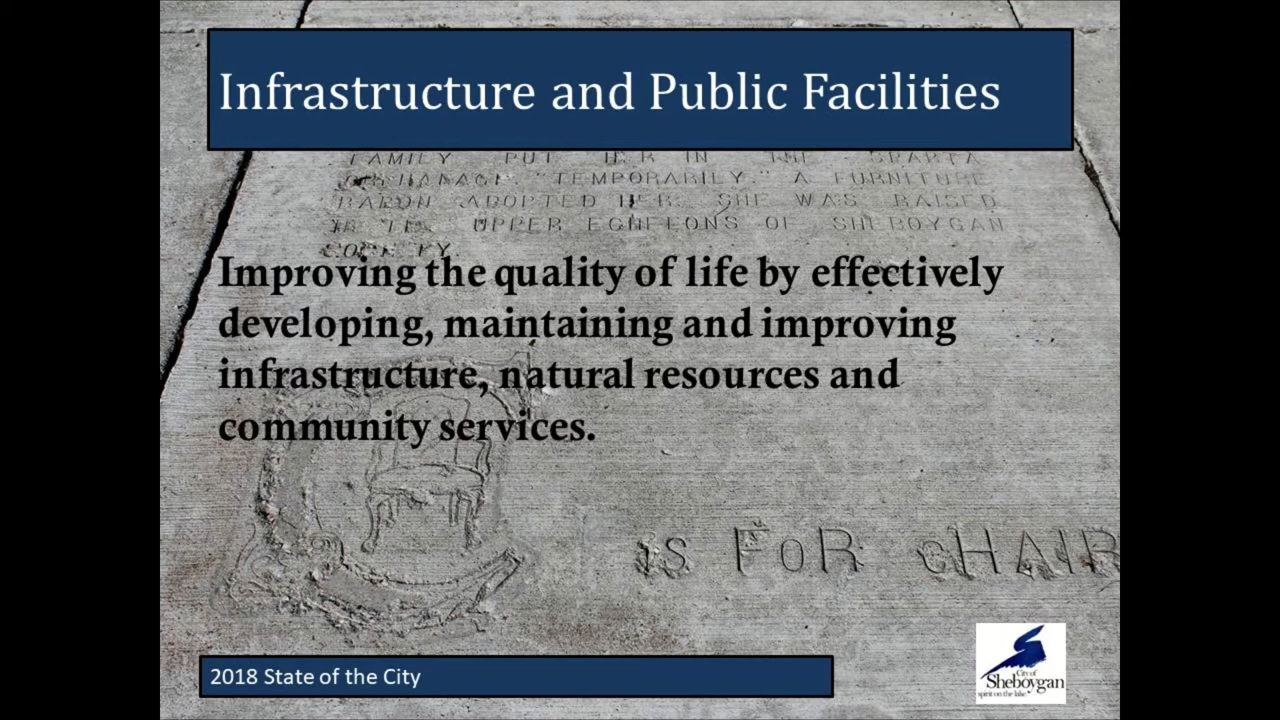 Infrastructure and Public Facilities
FAMILY PUT HER IN THE SPARTA
ORPHANAGE, "TEMPORARILY." A FURNITURE
BARON ADOPTED HER. SHE WAS RAISED
IN THE UPPER ECHELONS OF SHEBOYGAN
COUNTY
Improving the quality of life by effectively
developing, maintaining and improving
infrastructure, natural resources and
community services.
is FoR cHAIR
2018 State of the City
City of
Sheboygan
spirit on the lake